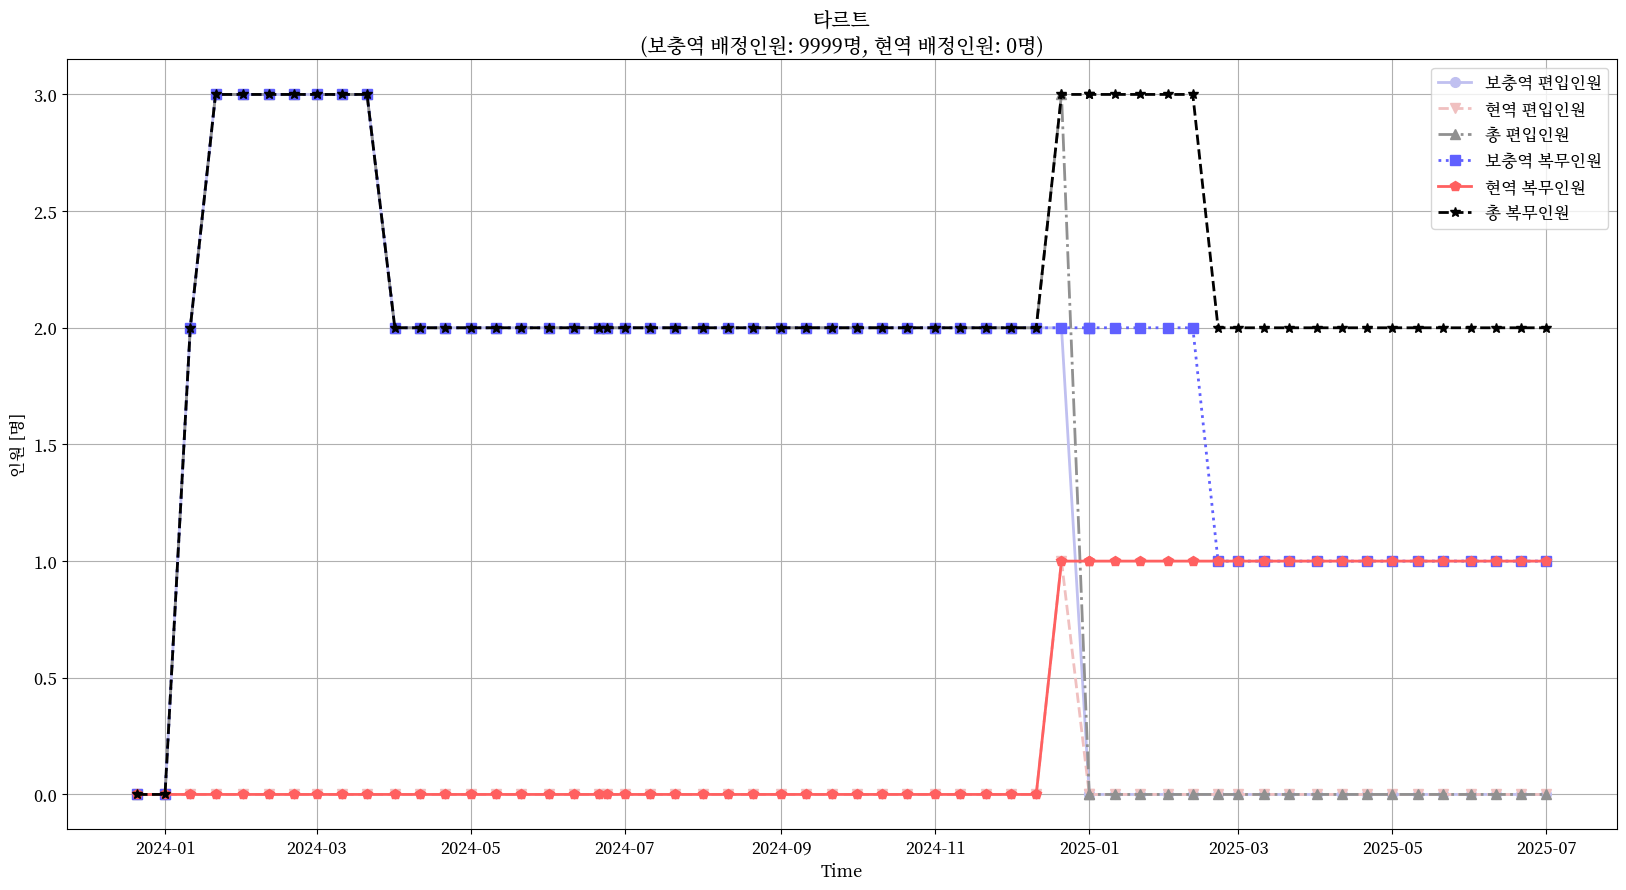 타르트
(보충역 배정인원: 9999명, 현역 배정인원: 0명)
보충역 편입인원
현역 편입인원
총 편입인원
보충역 복무인원
현역 복무인원
총 복무인원
인원 [명]
3.0
2.5
2.0
1.5
1.0
0.5
0.0
2024-01
2024-03
2024-05
2024-07
2024-09
2024-11
2025-01
2025-03
2025-05
2025-07
Time